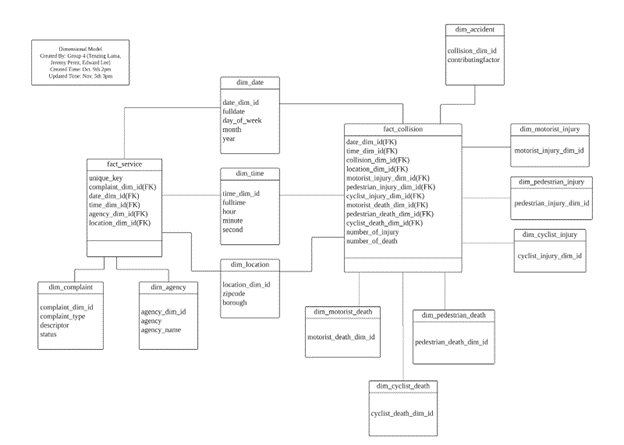 Dimensional Model
Created By: Group 4 (Tenzing Lama,
Jeremy Perez, Edward Lee)
Created Time: Oct. 9th 2pm
Updated Time: Nov. 5th 3pm
dim_accident
collision_dim_id
contributingfactor
dim_date
date_dim_id
fulldate
day_of_week
month
year
fact_collision
date_dim_id(FK)
time_dim_id(FK)
collision_dim_id(FK)
location_dim_id(FK)
motorist_injury_dim_id(FK)
pedestrian_injury_dim_id(FK)
cyclist_injury_dim_id(FK)
motorist_death_dim_id(FK)
pedestrian_death_dim_id(FK)
cyclist_death_dim_id(FK)
number_of_injury
number_of_death
dim_motorist_injury
motorist_injury_dim_id
fact_service
unique_key
complaint_dim_id(FK)
date_dim_id(FK)
time_dim_id(FK)
agency_dim_id(FK)
location_dim_id(FK)
dim_time
time_dim_id
fulltime
hour
minute
second
dim_pedestrian_injury
pedestrian_injury_dim_id
dim_cyclist_injury
cyclist_injury_dim_id
dim_location
location_dim_id
zipcode
borough
dim_complaint
complaint_dim_id
complaint_type
descriptor
status
dim_agency
agency_dim_id
agency
agency_name
dim_motorist_death
motorist_death_dim_id
dim_pedestrian_death
pedestrian_death_dim_id
dim_cyclist_death
cyclist_death_dim_id